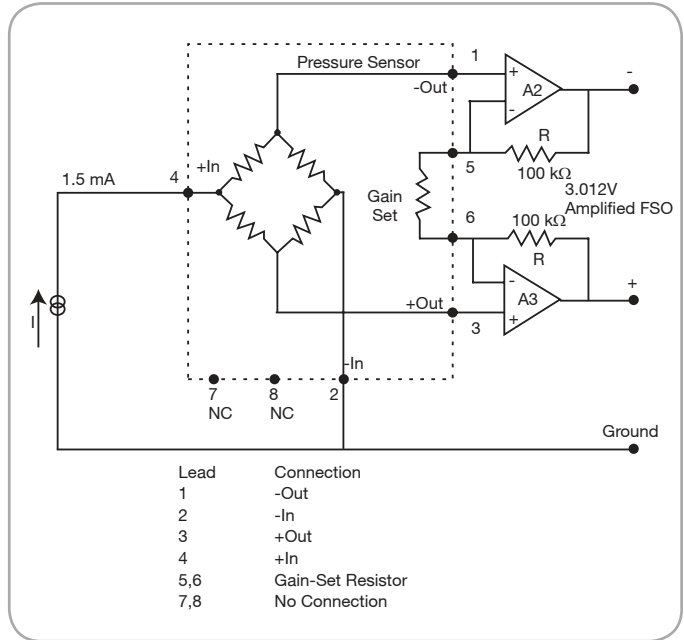 Pressure Sensor
1
-Out
+
A2
-
-
R
100 kΩ
5
+In
4
1.5 mA
Gain
Set
3.012V
Amplified FSO
6
100 kΩ
R
-
A3
+
+
+Out
3
I
-In
7
NC
8
NC
2
Ground
Lead Connection
1 -Out
2 -In
3 +Out
4 +In
5,6 Gain-Set Resistor
7,8 No Connection